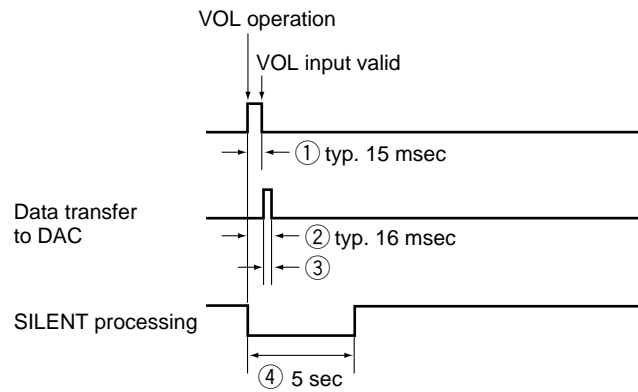 VOL operation
VOL input valid
① typ. 15 msec
Data transfer
to DAC
② typ. 16 msec
③
SILENT processing
④ 5 sec